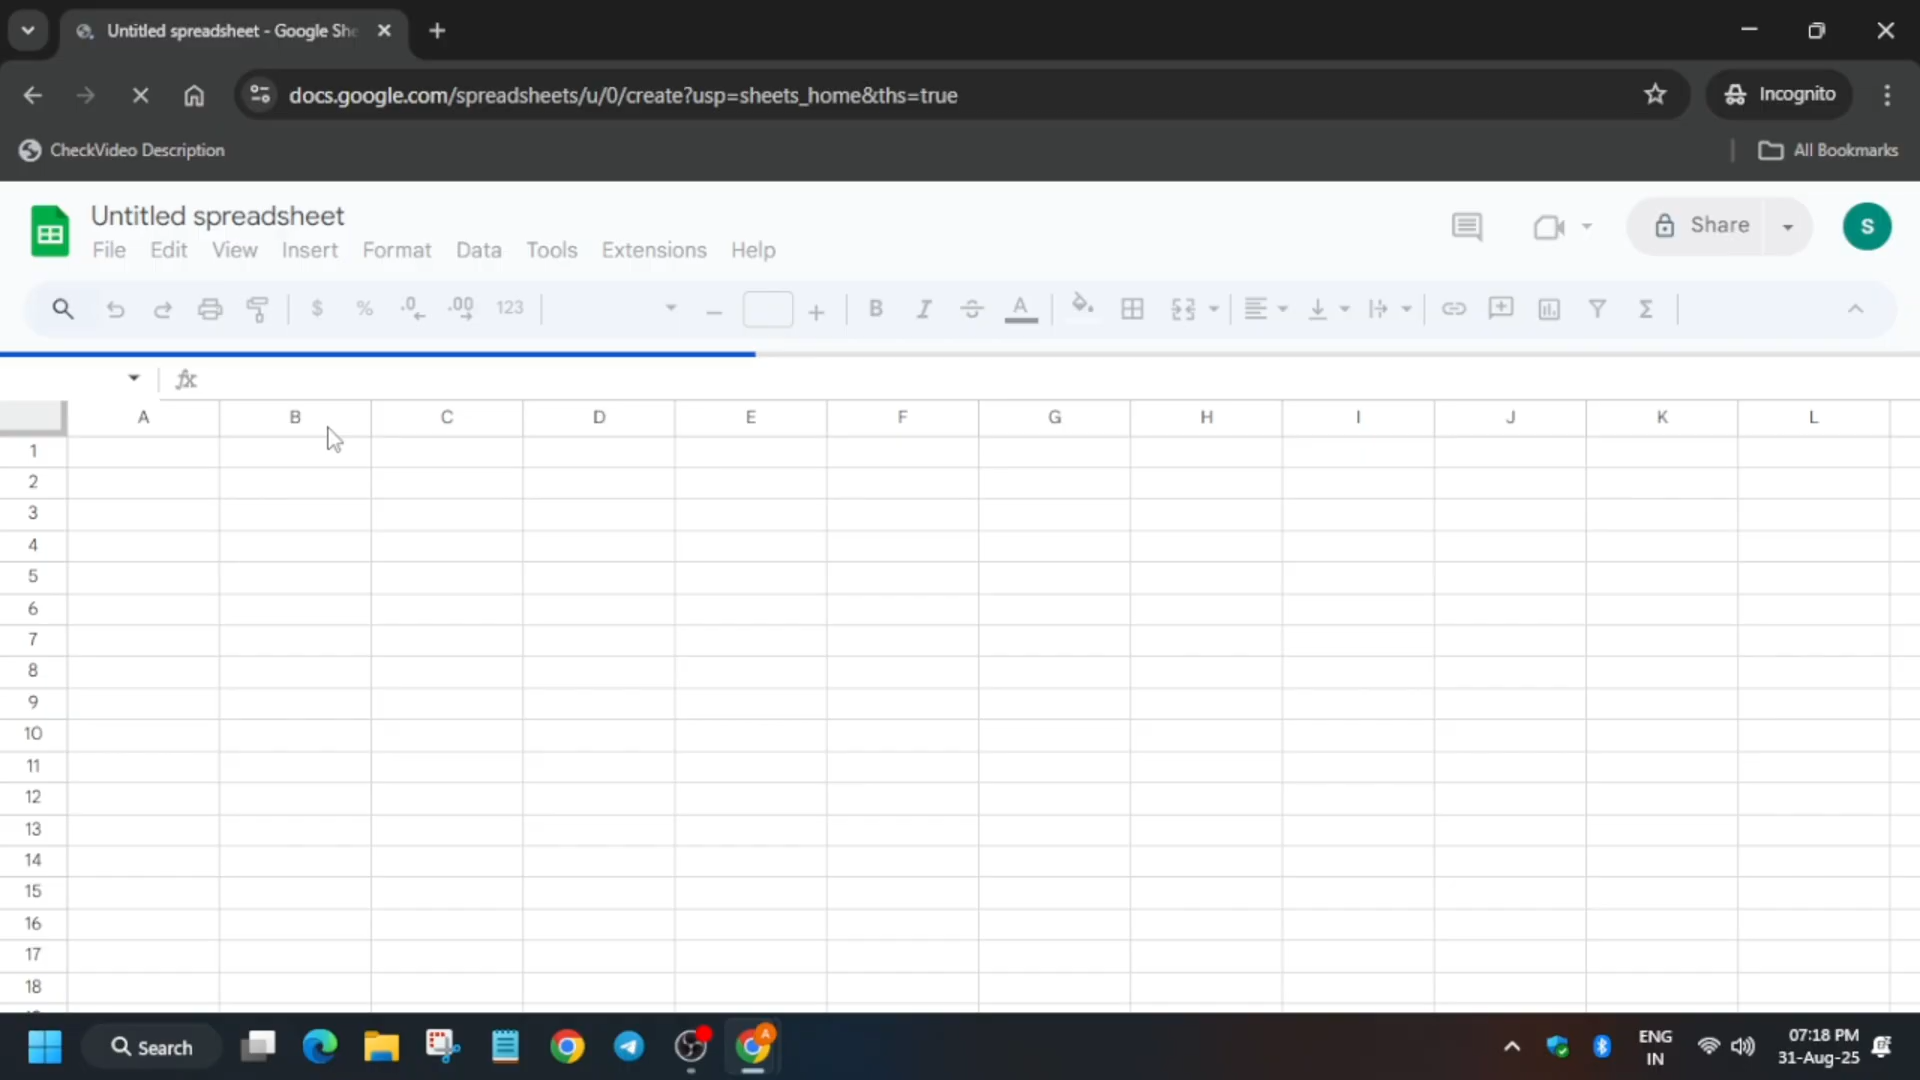 Untitled spreadsheet - Google She
docs.google.com/spreadsheets/u/0/create?usp=sheets_home&ths=true
Incognito
CheckVideo Description
All Bookmarks
Untitled spreadsheet
File Edit View Insert Format Data Tools Extensions Help
Share
S
$ % .0 .00 123 B I S A Σ
fx
A B C D E F G H I J K L
1
2
3
4
5
6
7
8
9
10
11
12
13
14
15
16
17
18
Search
A
ENG
IN
07:18 PM
31-Aug-25